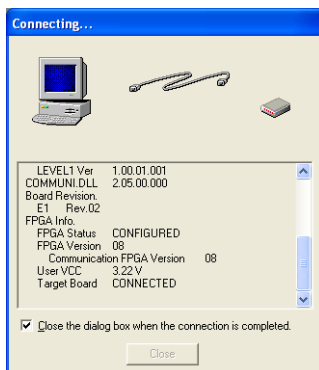 Connecting...
LEVEL1 Ver 1.00.01.001
COMMUNI.DLL 2.05.00.000
Board Revision.
E1 Rev.02
FPGA Info.
FPGA Status CONFIGURED
FPGA Version 08
Communication FPGA Version 08
User VCC 3.22 V
Target Board CONNECTED
Close the dialog box when the connection is completed.
Close